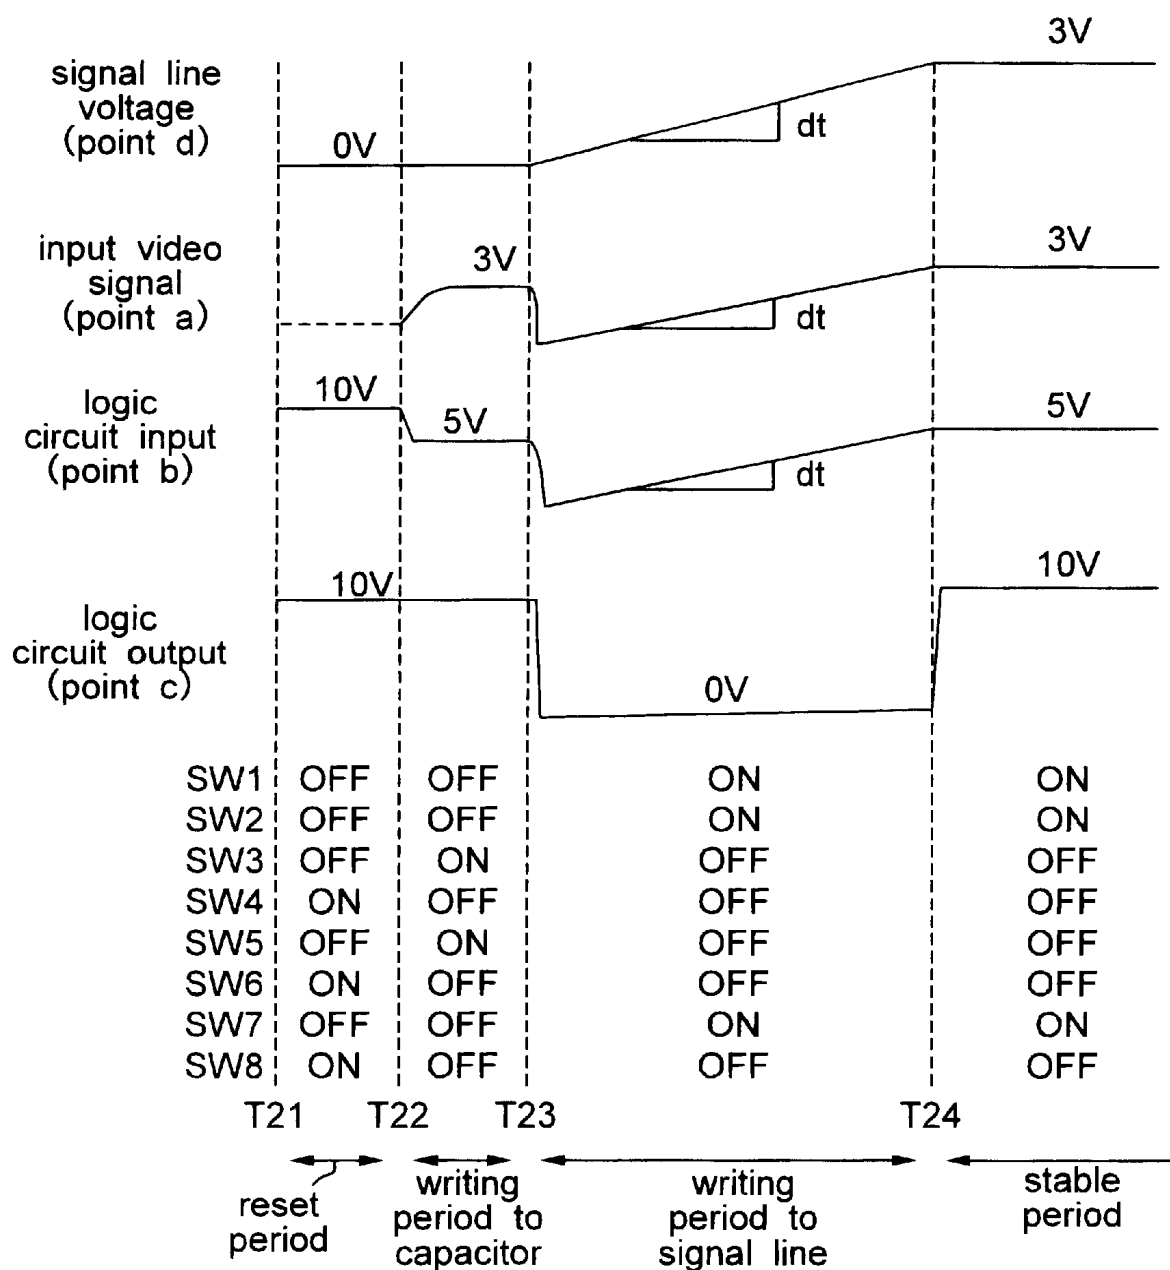 3V
signal line
voltage
(point d)
0V
dt
input video
signal
(point a)
3V
3V
dt
logic
circuit input
(point b)
10V
5V
5V
dt
logic
circuit output
(point c)
10V
0V
10V
SW1 OFF OFF ON ON
SW2 OFF OFF ON ON
SW3 OFF ON OFF OFF
SW4 ON OFF OFF OFF
SW5 OFF ON OFF OFF
SW6 ON OFF OFF OFF
SW7 OFF OFF ON ON
SW8 ON OFF OFF OFF
T21 T22 T23 T24
reset
period
writing
period to
capacitor
writing
period to
signal line
stable
period